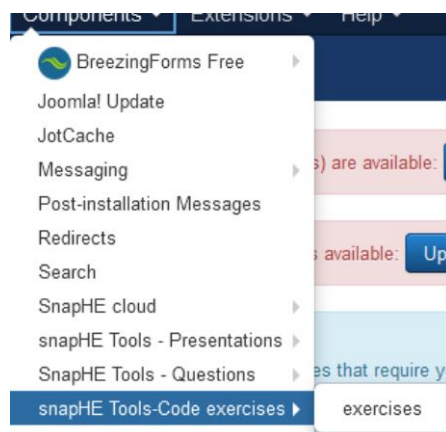 Components Extensions Help
BreezingForms Free
Joomla! Update
JotCache
Messaging
s) are available:
Post-installation Messages
Redirects
s available: Up
Search
SnapHE cloud
snapHE Tools - Presentations
SnapHE Tools - Questions
es that require y
snapHE Tools-Code exercises
exercises